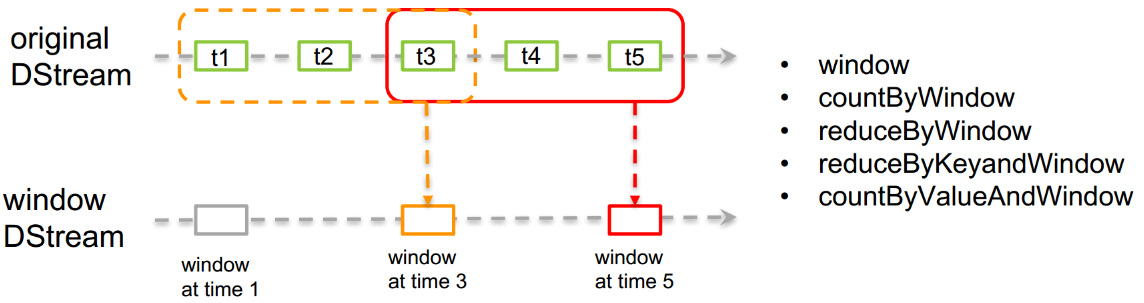 original
DStream
t1
t2
t3
t4
t5
window
DStream
window
at time 1
window
at time 3
window
at time 5
• window
• countByWindow
• reduceByWindow
• reduceByKeyandWindow
• countByValueAndWindow